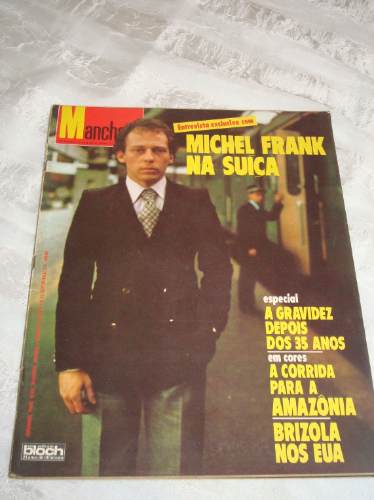 Manche
Entrevista exclusiva com
MICHEL FRANK
NA SUICA
especial
A GRAVIDEZ
DEPOIS
DOS 35 ANOS
em cores
A CORRIDA
PARA A
AMAZÔNIA
BRIZOLA
NOS EUA
bloch